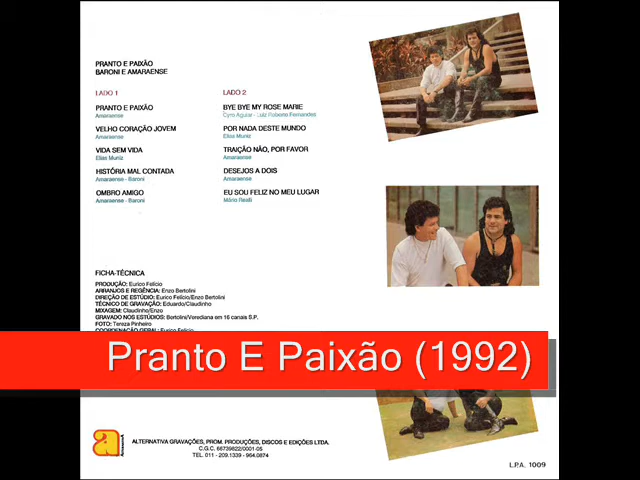 PRANTO E PAIXÃO
BARONI E AMARAENSE
LADO 1
PRANTO E PAIXÃO
Amaraense
VELHO CORAÇÃO JOVEM
Amaraense
VIDA SEM VIDA
Elias Muniz
HISTÓRIA MAL CONTADA
Amaraense - Baroni
OMBRO AMIGO
Amaraense - Baroni
LADO 2
BYE BYE MY ROSE MARIE
Cyro Aguiar - Luiz Roberto Fernandes
POR NADA DESTE MUNDO
Elias Muniz
TRAIÇÃO NÃO, POR FAVOR
Amaraense
DESEJOS A DOIS
Amaraense
EU SOU FELIZ NO MEU LUGAR
FICHA-TÉCNICA
PRODUÇÃO: Eurico Felício
ARRANJOS E REGÊNCIA: Enzo Bertolini
DIREÇÃO DE ESTÚDIO: Eurico Felício/Enzo Bertolini
TÉCNICO DE GRAVAÇÃO: Eduardo/Claudinho
MIXAGEM: Claudinho/Enzo
GRAVADO NOS ESTÚDIOS: Bertolini/Verediana em 16 canais S.P.
FOTO: Tereza Pinheiro
COORDENAÇÃO GERAL: Eurico Felício
Pranto E Paixão (1992)
a
ALTERNATIVA GRAVAÇÕES, PROM. PRODUÇÕES, DISCOS E EDIÇÕES LTDA.
C.G.C. 66739822/0001-05
TEL. 011 - 209.1339 - 964.0874
L.P.A. 1009